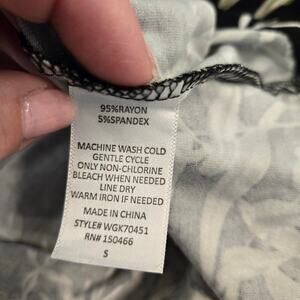 95%RAYON
5%SPANDEX
MACHINE WASH COLD
GENTLE CYCLE
ONLY NON-CHLORINE
BLEACH WHEN NEEDED
LINE DRY
WARM IRON IF NEEDED
MADE IN CHINA
STYLE# WGK70451
RN# 150466
S